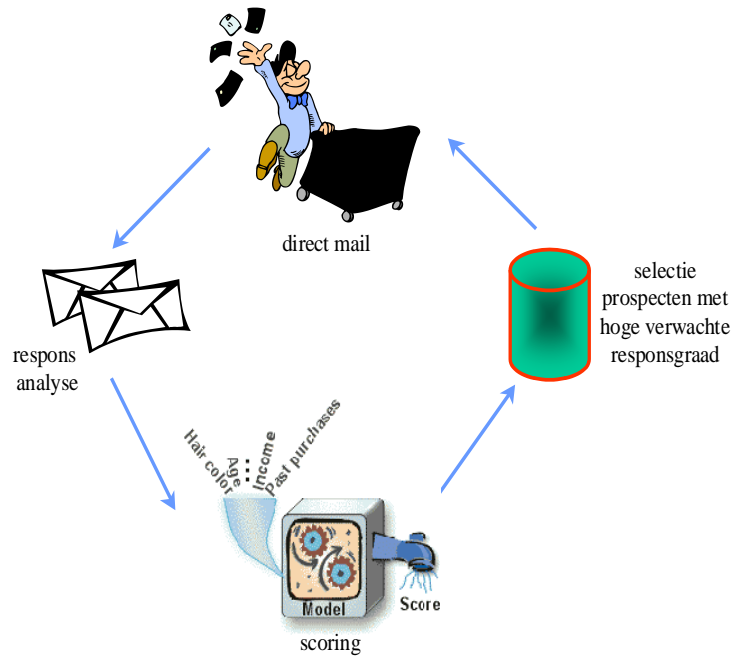 direct mail
selectie
prospecten met
hoge verwachte
responsgraad
respons
analyse
Hair color
Age
Income
Past purchases
Model
Score
scoring